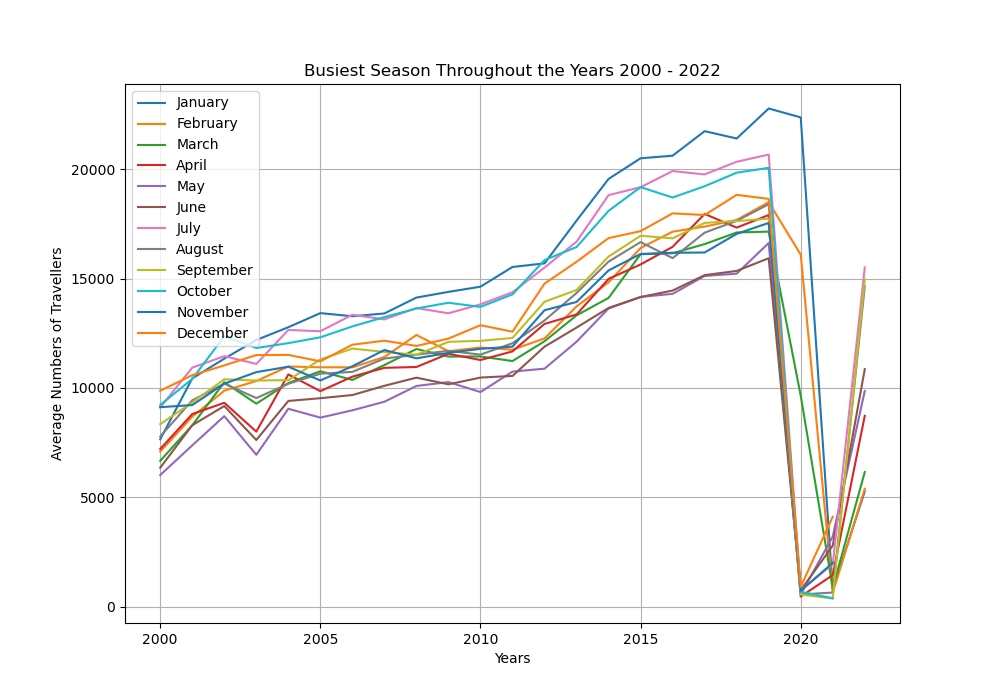 Busiest Season Throughout the Years 2000 - 2022
January
February
March
April
May
June
July
August
September
October
November
December
Average Numbers of Travellers
20000
15000
10000
5000
0
2000
2005
2010
2015
2020
Years